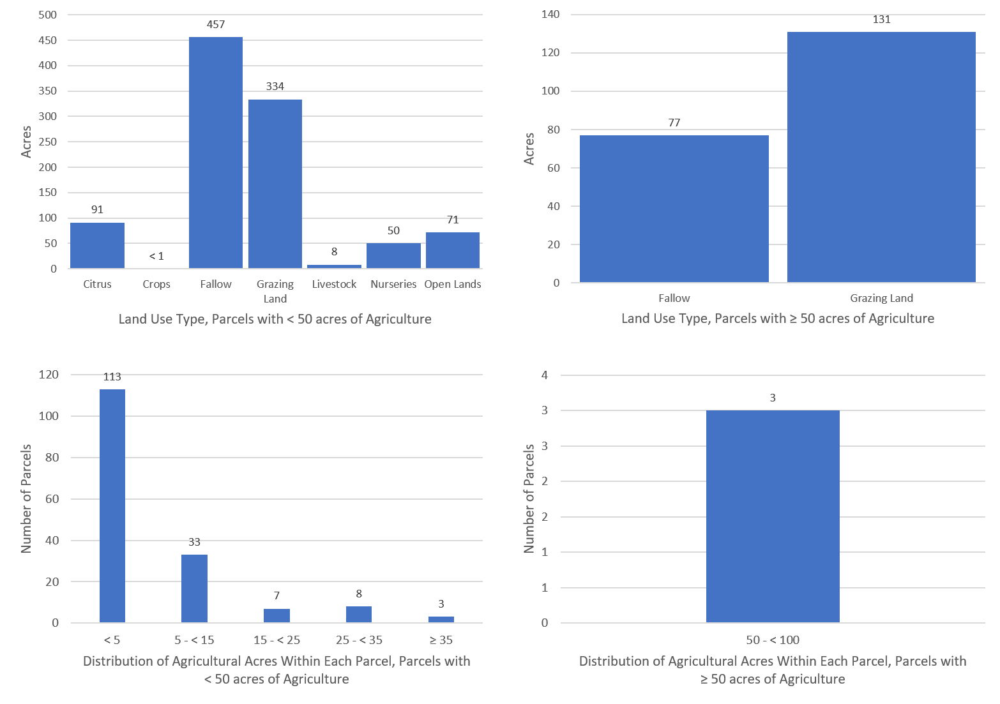 500
450
400
350
300
250
200
150
100
50
0
Acres
91
< 1
457
334
8
50
71
Citrus
Crops
Fallow
Grazing
Land
Livestock
Nurseries
Open Lands
Land Use Type, Parcels with < 50 acres of Agriculture
140
120
100
80
60
40
20
0
Acres
77
131
Fallow
Grazing Land
Land Use Type, Parcels with ≥ 50 acres of Agriculture
120
100
80
60
40
20
0
Number of Parcels
113
33
7
8
3
< 5
5 - < 15
15 - < 25
25 - < 35
≥ 35
Distribution of Agricultural Acres Within Each Parcel, Parcels with
< 50 acres of Agriculture
4
3
3
2
2
1
1
0
Number of Parcels
3
50 - < 100
Distribution of Agricultural Acres Within Each Parcel, Parcels with
≥ 50 acres of Agriculture